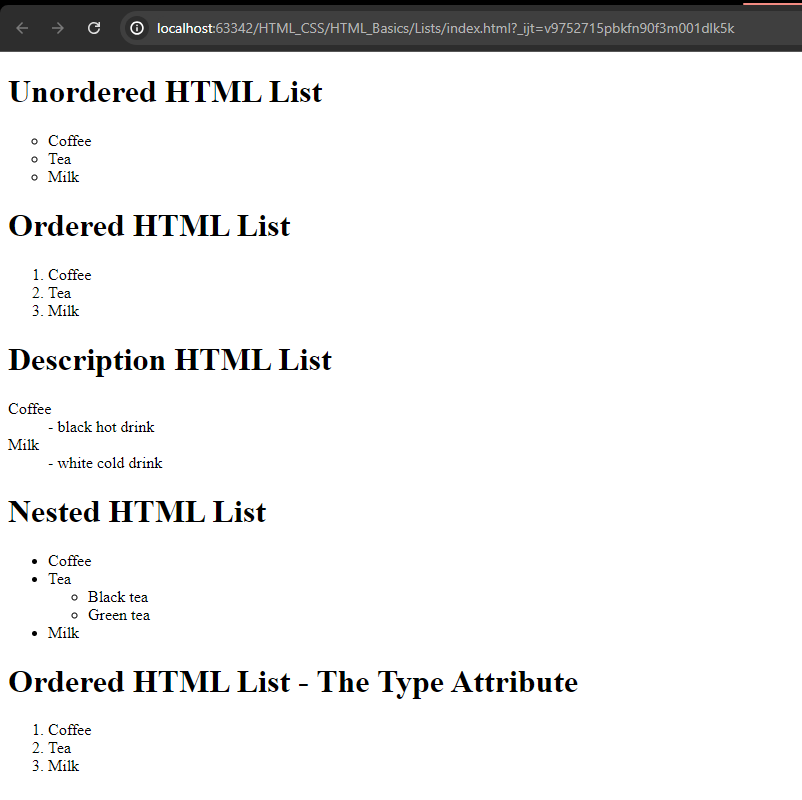 localhost:63342/HTML_CSS/HTML_Basics/Lists/index.html?_ijt=v9752715pbkfn90f3m001dlk5k
Unordered HTML List
Coffee
Tea
Milk
Ordered HTML List
1. Coffee
2. Tea
3. Milk
Description HTML List
Coffee
- black hot drink
Milk
- white cold drink
Nested HTML List
Coffee
Tea
Black tea
Green tea
Milk
Ordered HTML List - The Type Attribute
1. Coffee
2. Tea
3. Milk